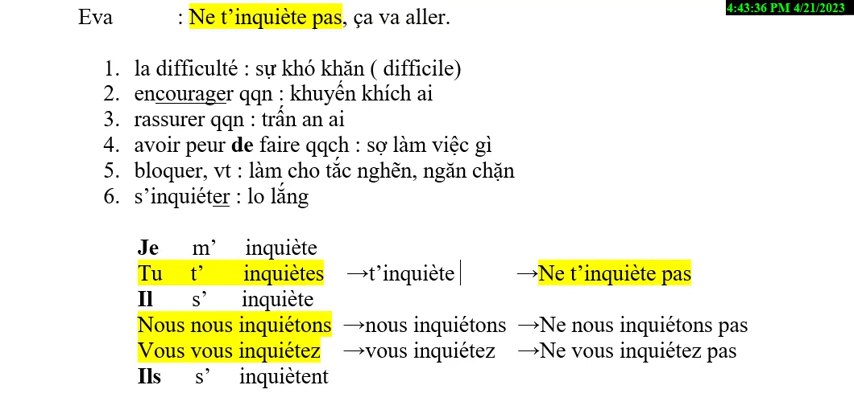 4:43:36 PM 4/21/2023
Eva : Ne t’inquiète pas, ça va aller.
1. la difficulté : sự khó khăn ( difficile)
2. encourager qqn : khuyến khích ai
3. rassurer qqn : trấn an ai
4. avoir peur de faire qqch : sợ làm việc gì
5. bloquer, vt : làm cho tắc nghẽn, ngăn chặn
6. s’inquiéter : lo lắng
Je m’ inquiète
Tu t’ inquiètes →t’inquiète →Ne t’inquiète pas
Il s’ inquiète
Nous nous inquiétons →nous inquiétons →Ne nous inquiétons pas
Vous vous inquiétez →vous inquiétez →Ne vous inquiétez pas
Ils s’ inquiètent